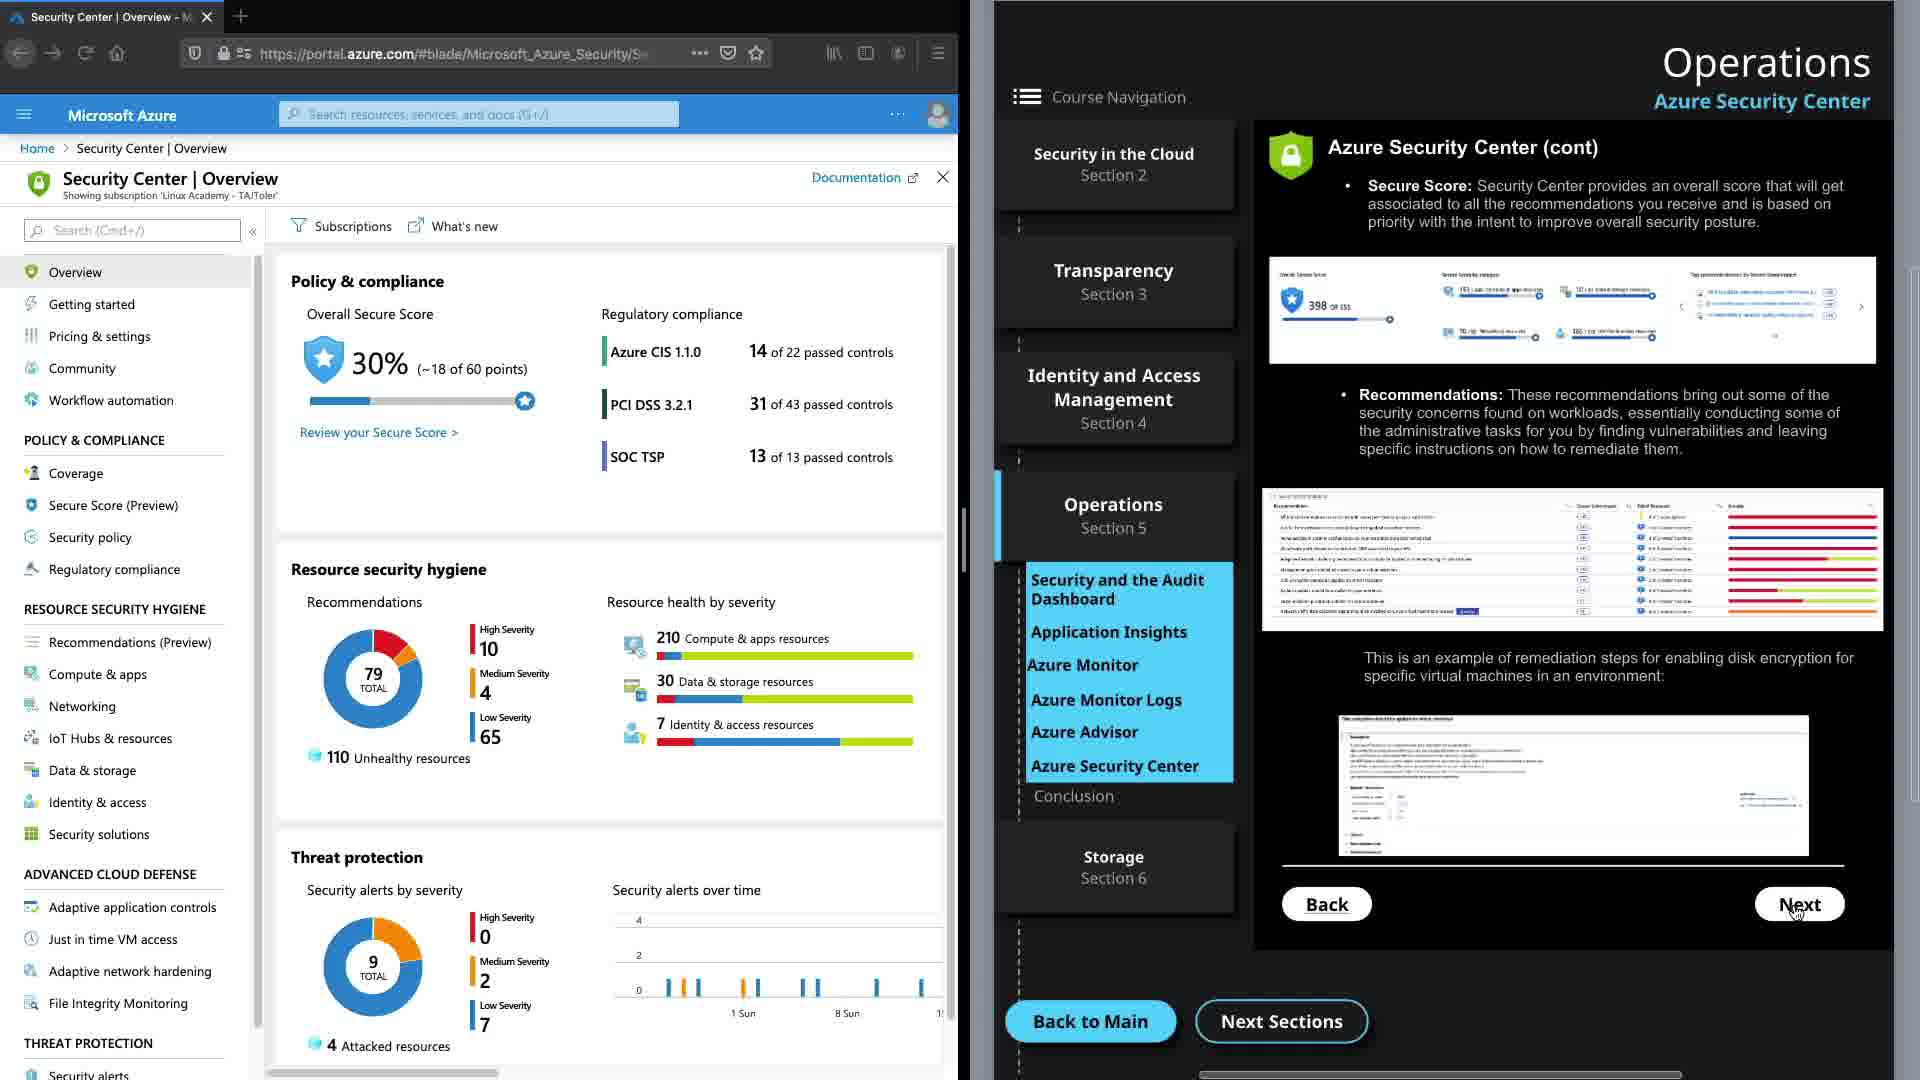 Security Center | Overview - M
https://portal.azure.com/#blade/Microsoft_Azure_Security/Se
Microsoft Azure
Search resources, services, and docs (G+/)
Home > Security Center | Overview
Security Center | Overview
Showing subscription 'Linux Academy - TA/Toler'
Documentation
Search (Cmd+/)
«
Subscriptions
What's new
Overview
Getting started
Pricing & settings
Community
Workflow automation
POLICY & COMPLIANCE
Coverage
Secure Score (Preview)
Security policy
Regulatory compliance
RESOURCE SECURITY HYGIENE
Recommendations (Preview)
Compute & apps
Networking
IoT Hubs & resources
Data & storage
Identity & access
Security solutions
ADVANCED CLOUD DEFENSE
Adaptive application controls
Just in time VM access
Adaptive network hardening
File Integrity Monitoring
THREAT PROTECTION
Security alerts
Policy & compliance
Overall Secure Score
30% (~18 of 60 points)
Review your Secure Score >
Regulatory compliance
Azure CIS 1.1.0 14 of 22 passed controls
PCI DSS 3.2.1 31 of 43 passed controls
SOC TSP 13 of 13 passed controls
Resource security hygiene
Recommendations
79
TOTAL
High Severity
10
Medium Severity
4
Low Severity
65
110 Unhealthy resources
Resource health by severity
210 Compute & apps resources
30 Data & storage resources
7 Identity & access resources
Threat protection
Security alerts by severity
9
TOTAL
High Severity
0
Medium Severity
2
Low Severity
7
4 Attacked resources
Security alerts over time
4
2
0
1 Sun
8 Sun
Operations
Azure Security Center
Course Navigation
Security in the Cloud
Section 2
Transparency
Section 3
Identity and Access
Management
Section 4
Operations
Section 5
Security and the Audit
Dashboard
Application Insights
Azure Monitor
Azure Monitor Logs
Azure Advisor
Azure Security Center
Conclusion
Storage
Section 6
Azure Security Center (cont)
• Secure Score: Security Center provides an overall score that will get
associated to all the recommendations you receive and is based on
priority with the intent to improve overall security posture.
398
• Recommendations: These recommendations bring out some of the
security concerns found on workloads, essentially conducting some of
the administrative tasks for you by finding vulnerabilities and leaving
specific instructions on how to remediate them.
This is an example of remediation steps for enabling disk encryption for
specific virtual machines in an environment:
Back
Next
Back to Main
Next Sections